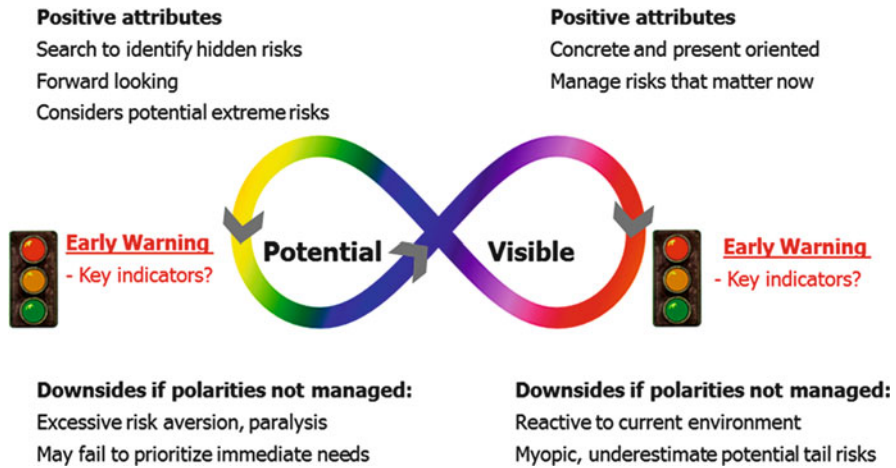 Positive attributes
Search to identify hidden risks
Forward looking
Considers potential extreme risks
Positive attributes
Concrete and present oriented
Manage risks that matter now
Early Warning
- Key indicators?
Potential
Visible
Early Warning
- Key indicators?
Downsides if polarities not managed:
Excessive risk aversion, paralysis
May fail to prioritize immediate needs
Downsides if polarities not managed:
Reactive to current environment
Myopic, underestimate potential tail risks